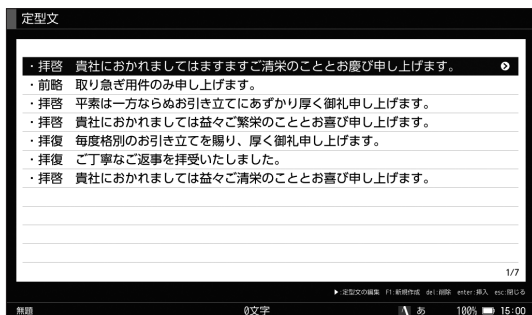 定型文
・拝啓　貴社におかれましてはますますご清栄のこととお慶び申し上げます。
・前略　取り急ぎ用件のみ申し上げます。
・拝啓　平素は一方ならぬお引き立てにあずかり厚く御礼申し上げます。
・拝啓　貴社におかれましては益々ご繁栄のこととお喜び申し上げます。
・拝復　毎度格別のお引き立てを賜り、厚く御礼申し上げます。
・拝復　ご丁寧なご返事を拝受いたしました。
・拝啓　貴社におかれましては益々ご清栄のこととお喜び申し上げます。
1/7
▶:定型文の編集 F1:新規作成 del:削除 enter:挿入 esc:閉じる
無題 0文字 あ 100% 15:00